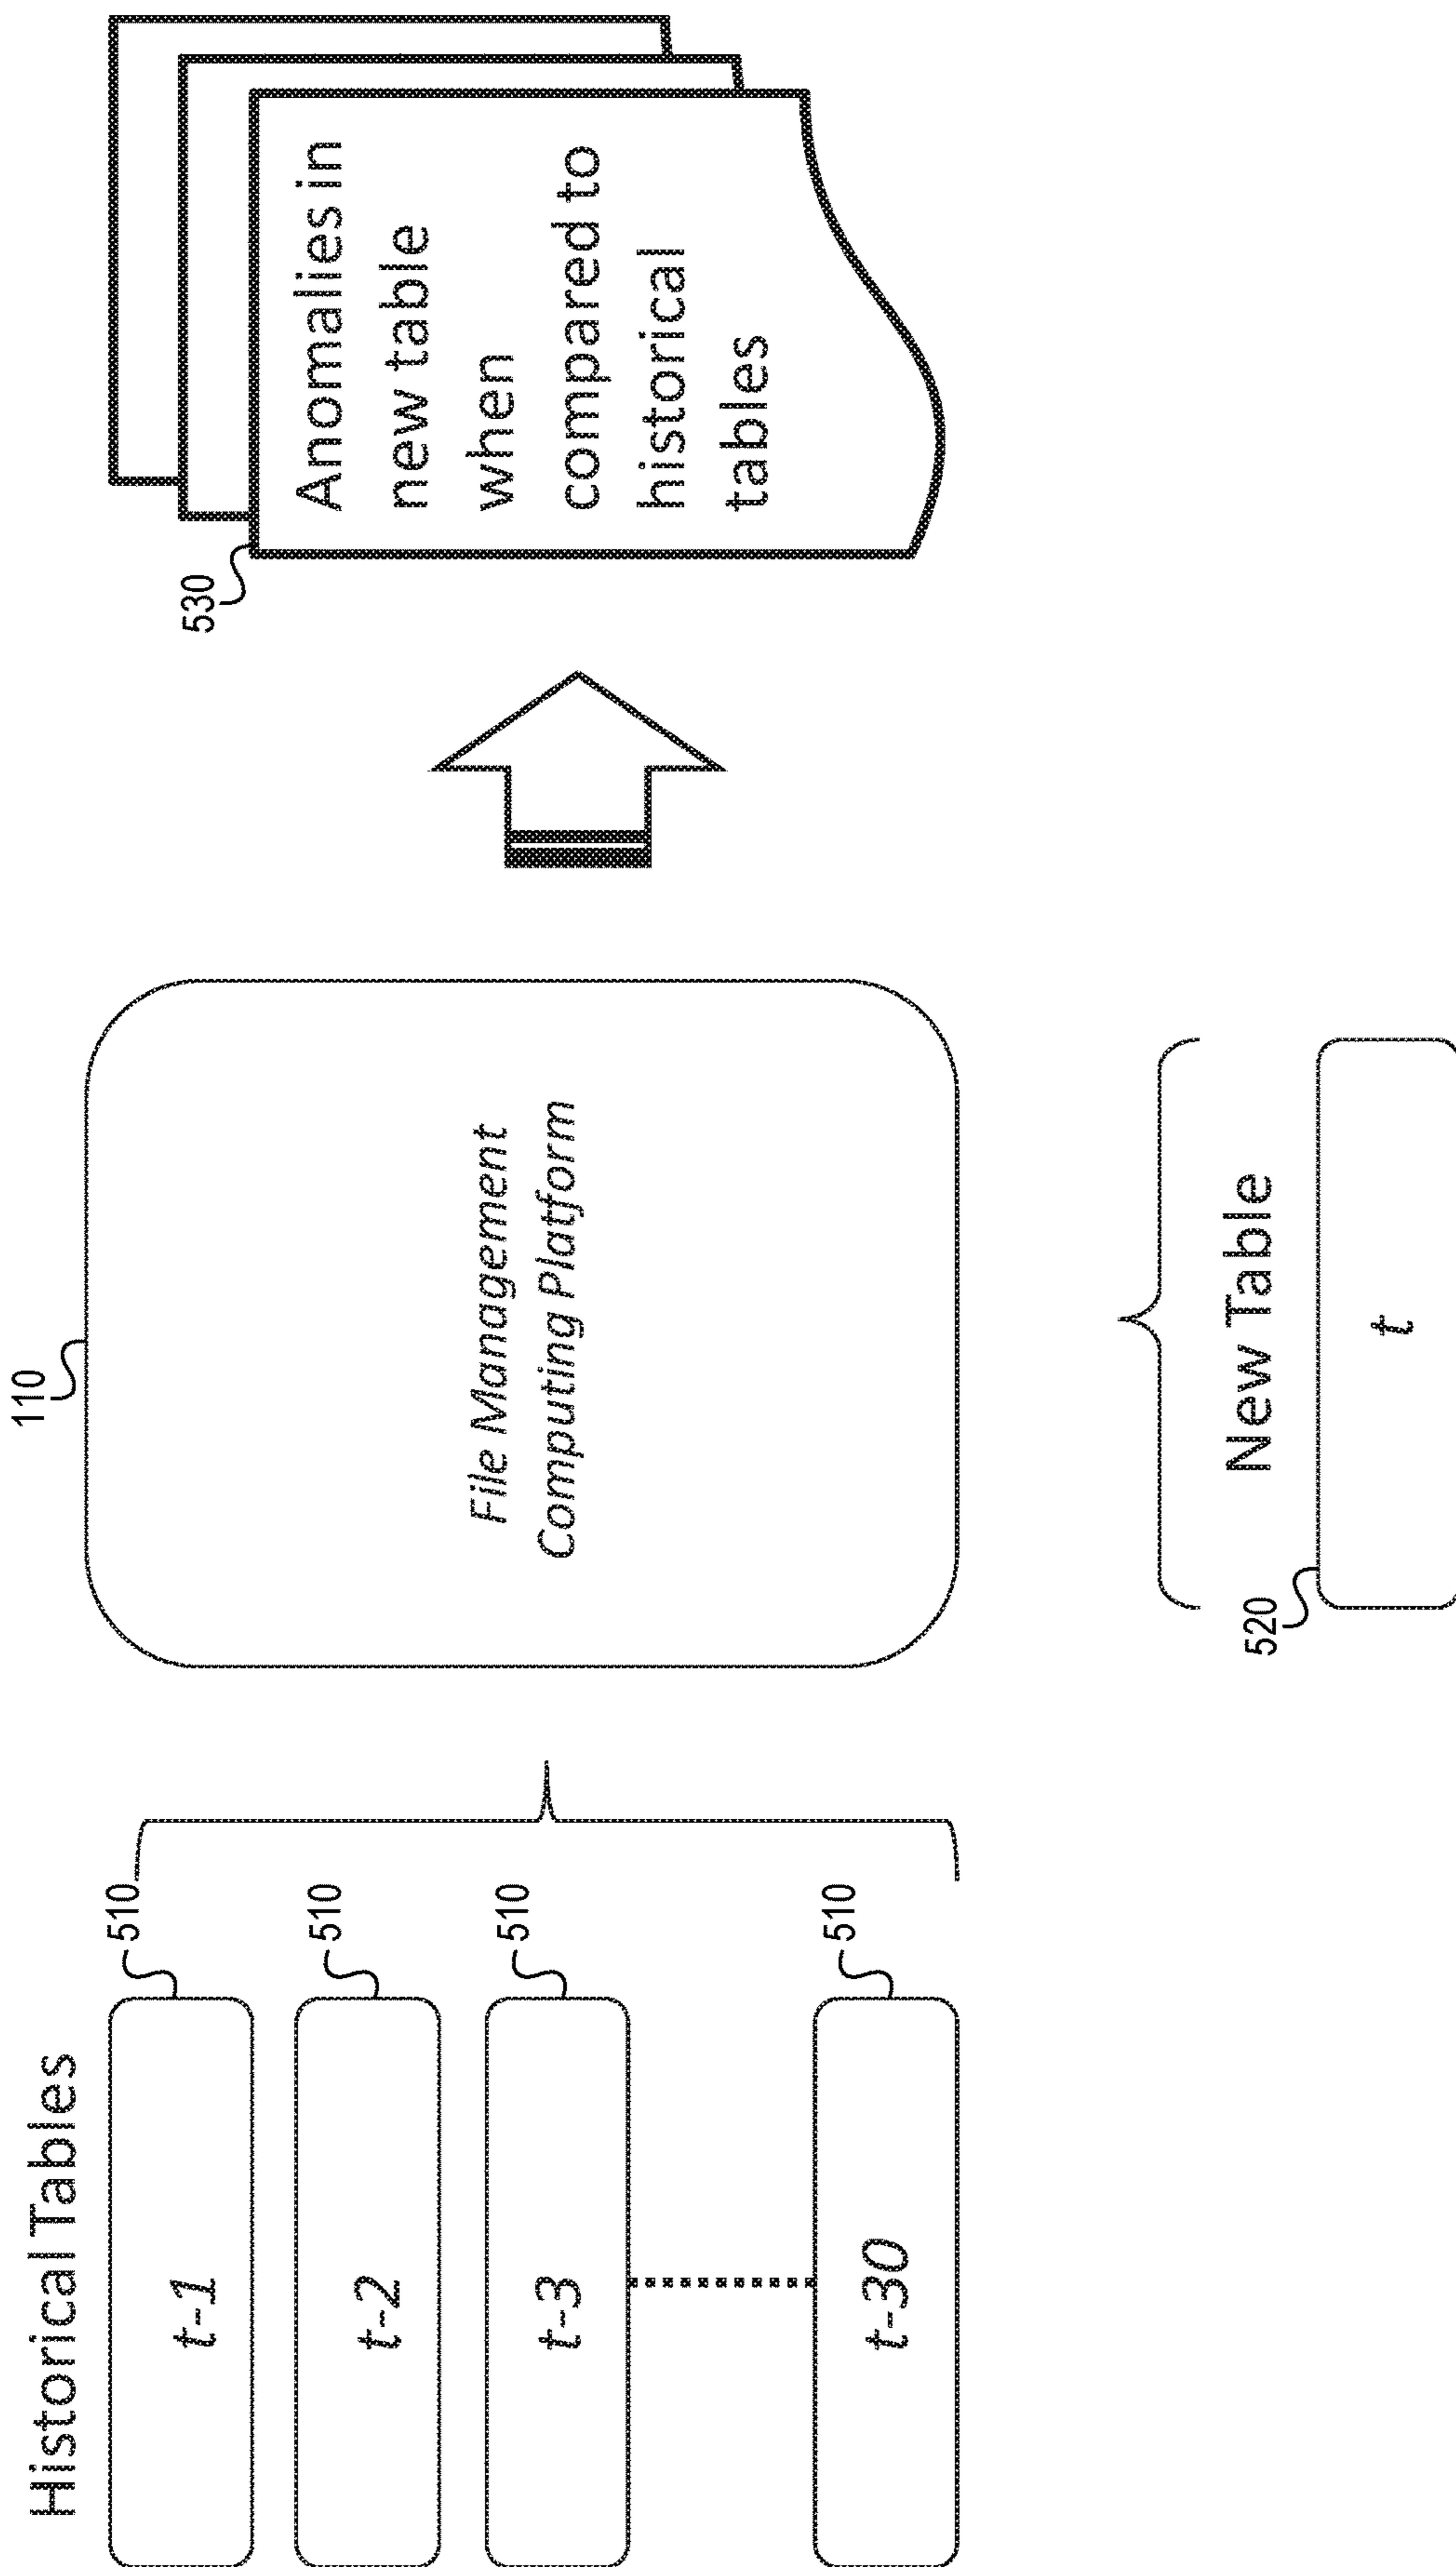 Historical Tables
t-1
510
t-2
510
t-3
510
t-30
510
110
File Management
Computing Platform
New Table
520
t
530
Anomalies in
new table
when
compared to
historical
tables